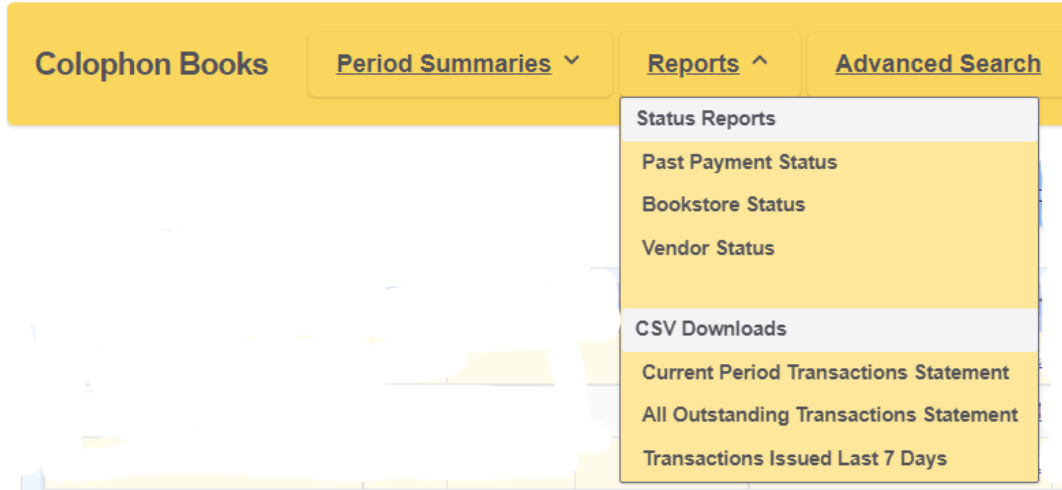 Colophon Books Period Summaries Reports Advanced Search
Status Reports
Past Payment Status
Bookstore Status
Vendor Status
CSV Downloads
Current Period Transactions Statement
All Outstanding Transactions Statement
Transactions Issued Last 7 Days